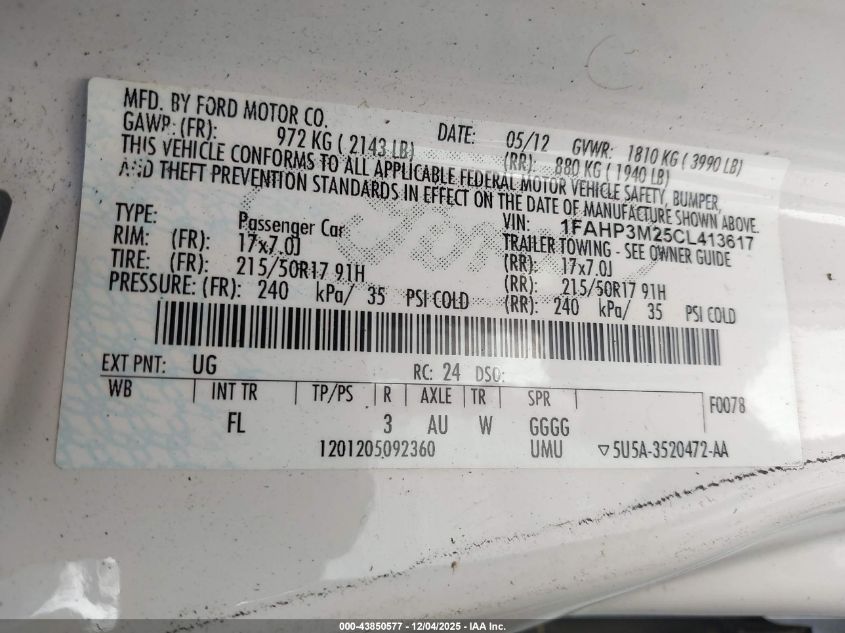 MFD. BY FORD MOTOR CO.
DATE: 05/12 GVWR: 1810 KG ( 3990 LB)
GAWP: (FR): 972 KG ( 2143 LB) (RR): 880 KG ( 1940 LB)
THIS VEHICLE CONFORMS TO ALL APPLICABLE FEDERAL MOTOR VEHICLE SAFETY, BUMPER,
AND THEFT PREVENTION STANDARDS IN EFFECT ON THE DATE OF MANUFACTURE SHOWN ABOVE.
VIN: 1FAHP3M25CL413617
TYPE: Passenger Car TRAILER TOWING - SEE OWNER GUIDE
RIM: (FR): 17x7.0J (RR): 17x7.0J
TIRE: (FR): 215/50R17 91H (RR): 215/50R17 91H
PRESSURE: (FR): 240 kPa/ 35 PSI COLD (RR): 240 kPa/ 35 PSI COLD
EXT PNT: UG RC: 24 DSO:
WB INT TR TP/PS R AXLE TR SPR F0078
FL 3 AU W GGGG
1201205092360 UMU ▽5U5A-3520472-AA
000-43850577 - 12/04/2025 - IAA Inc.